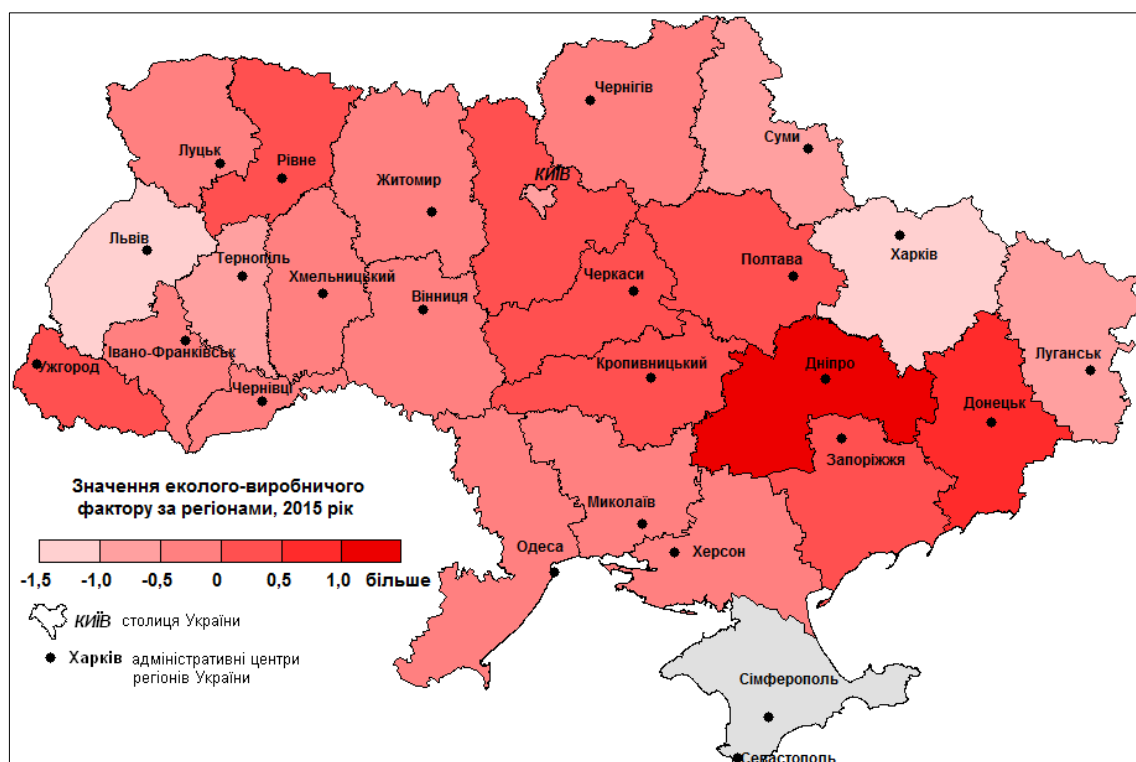 Чернігів
Суми
Луцьк
Рівне
КИЇВ
Житомир
Львів
Харків
Тернопіль
Хмельницький
Черкаси
Полтава
Вінниця
Івано-Франківськ
Луганськ
Ужгород
Кропивницький
Дніпро
Чернівці
Донецьк
Запоріжжя
Значення еколого-виробничого
фактору за регіонами, 2015 рік
-1,5 -1,0 -0,5 0 0,5 1,0 більше
КИЇВ столиця України
Харків адміністративні центри
регіонів України
Миколаїв
Одеса
Херсон
Сімферополь
Севастополь